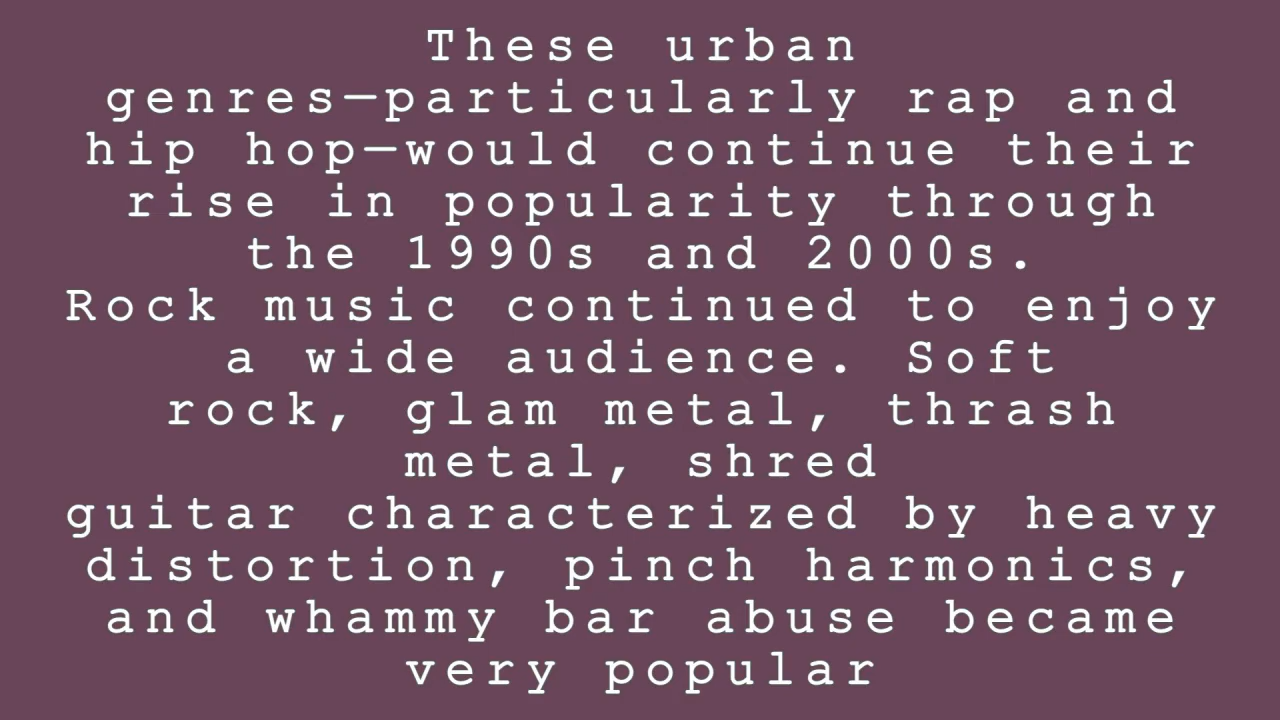 These urban
genres—particularly rap and
hip hop—would continue their
rise in popularity through
the 1990s and 2000s.
Rock music continued to enjoy
a wide audience. Soft
rock, glam metal, thrash
metal, shred
guitar characterized by heavy
distortion, pinch harmonics,
and whammy bar abuse became
very popular